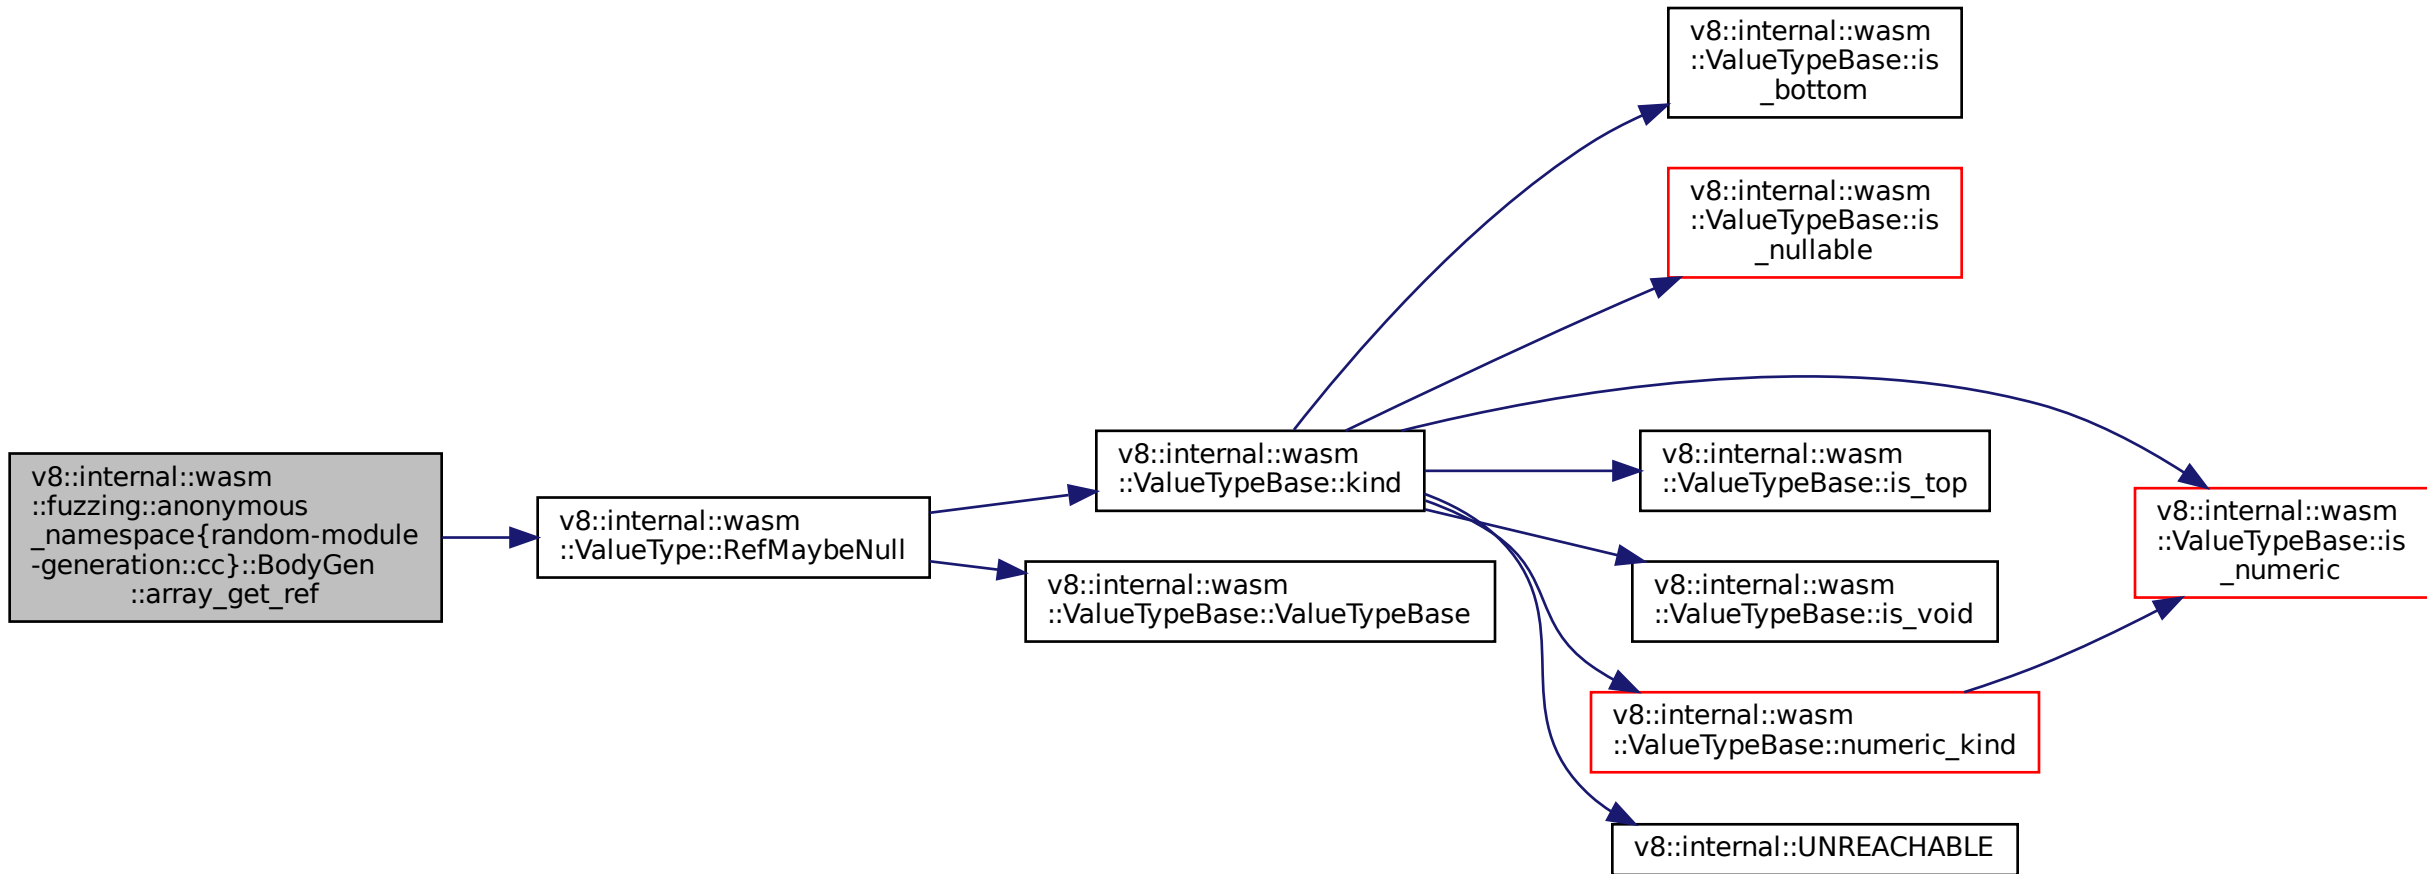 v8::internal::wasm
::fuzzing::anonymous
_namespace{random-module
-generation::cc}::BodyGen
::array_get_ref
v8::internal::wasm
::ValueType::RefMaybeNull
v8::internal::wasm
::ValueTypeBase::kind
v8::internal::wasm
::ValueTypeBase::ValueTypeBase
v8::internal::wasm
::ValueTypeBase::is
_bottom
v8::internal::wasm
::ValueTypeBase::is
_nullable
v8::internal::wasm
::ValueTypeBase::is_top
v8::internal::wasm
::ValueTypeBase::is_void
v8::internal::wasm
::ValueTypeBase::numeric_kind
v8::internal::UNREACHABLE
v8::internal::wasm
::ValueTypeBase::is
_numeric